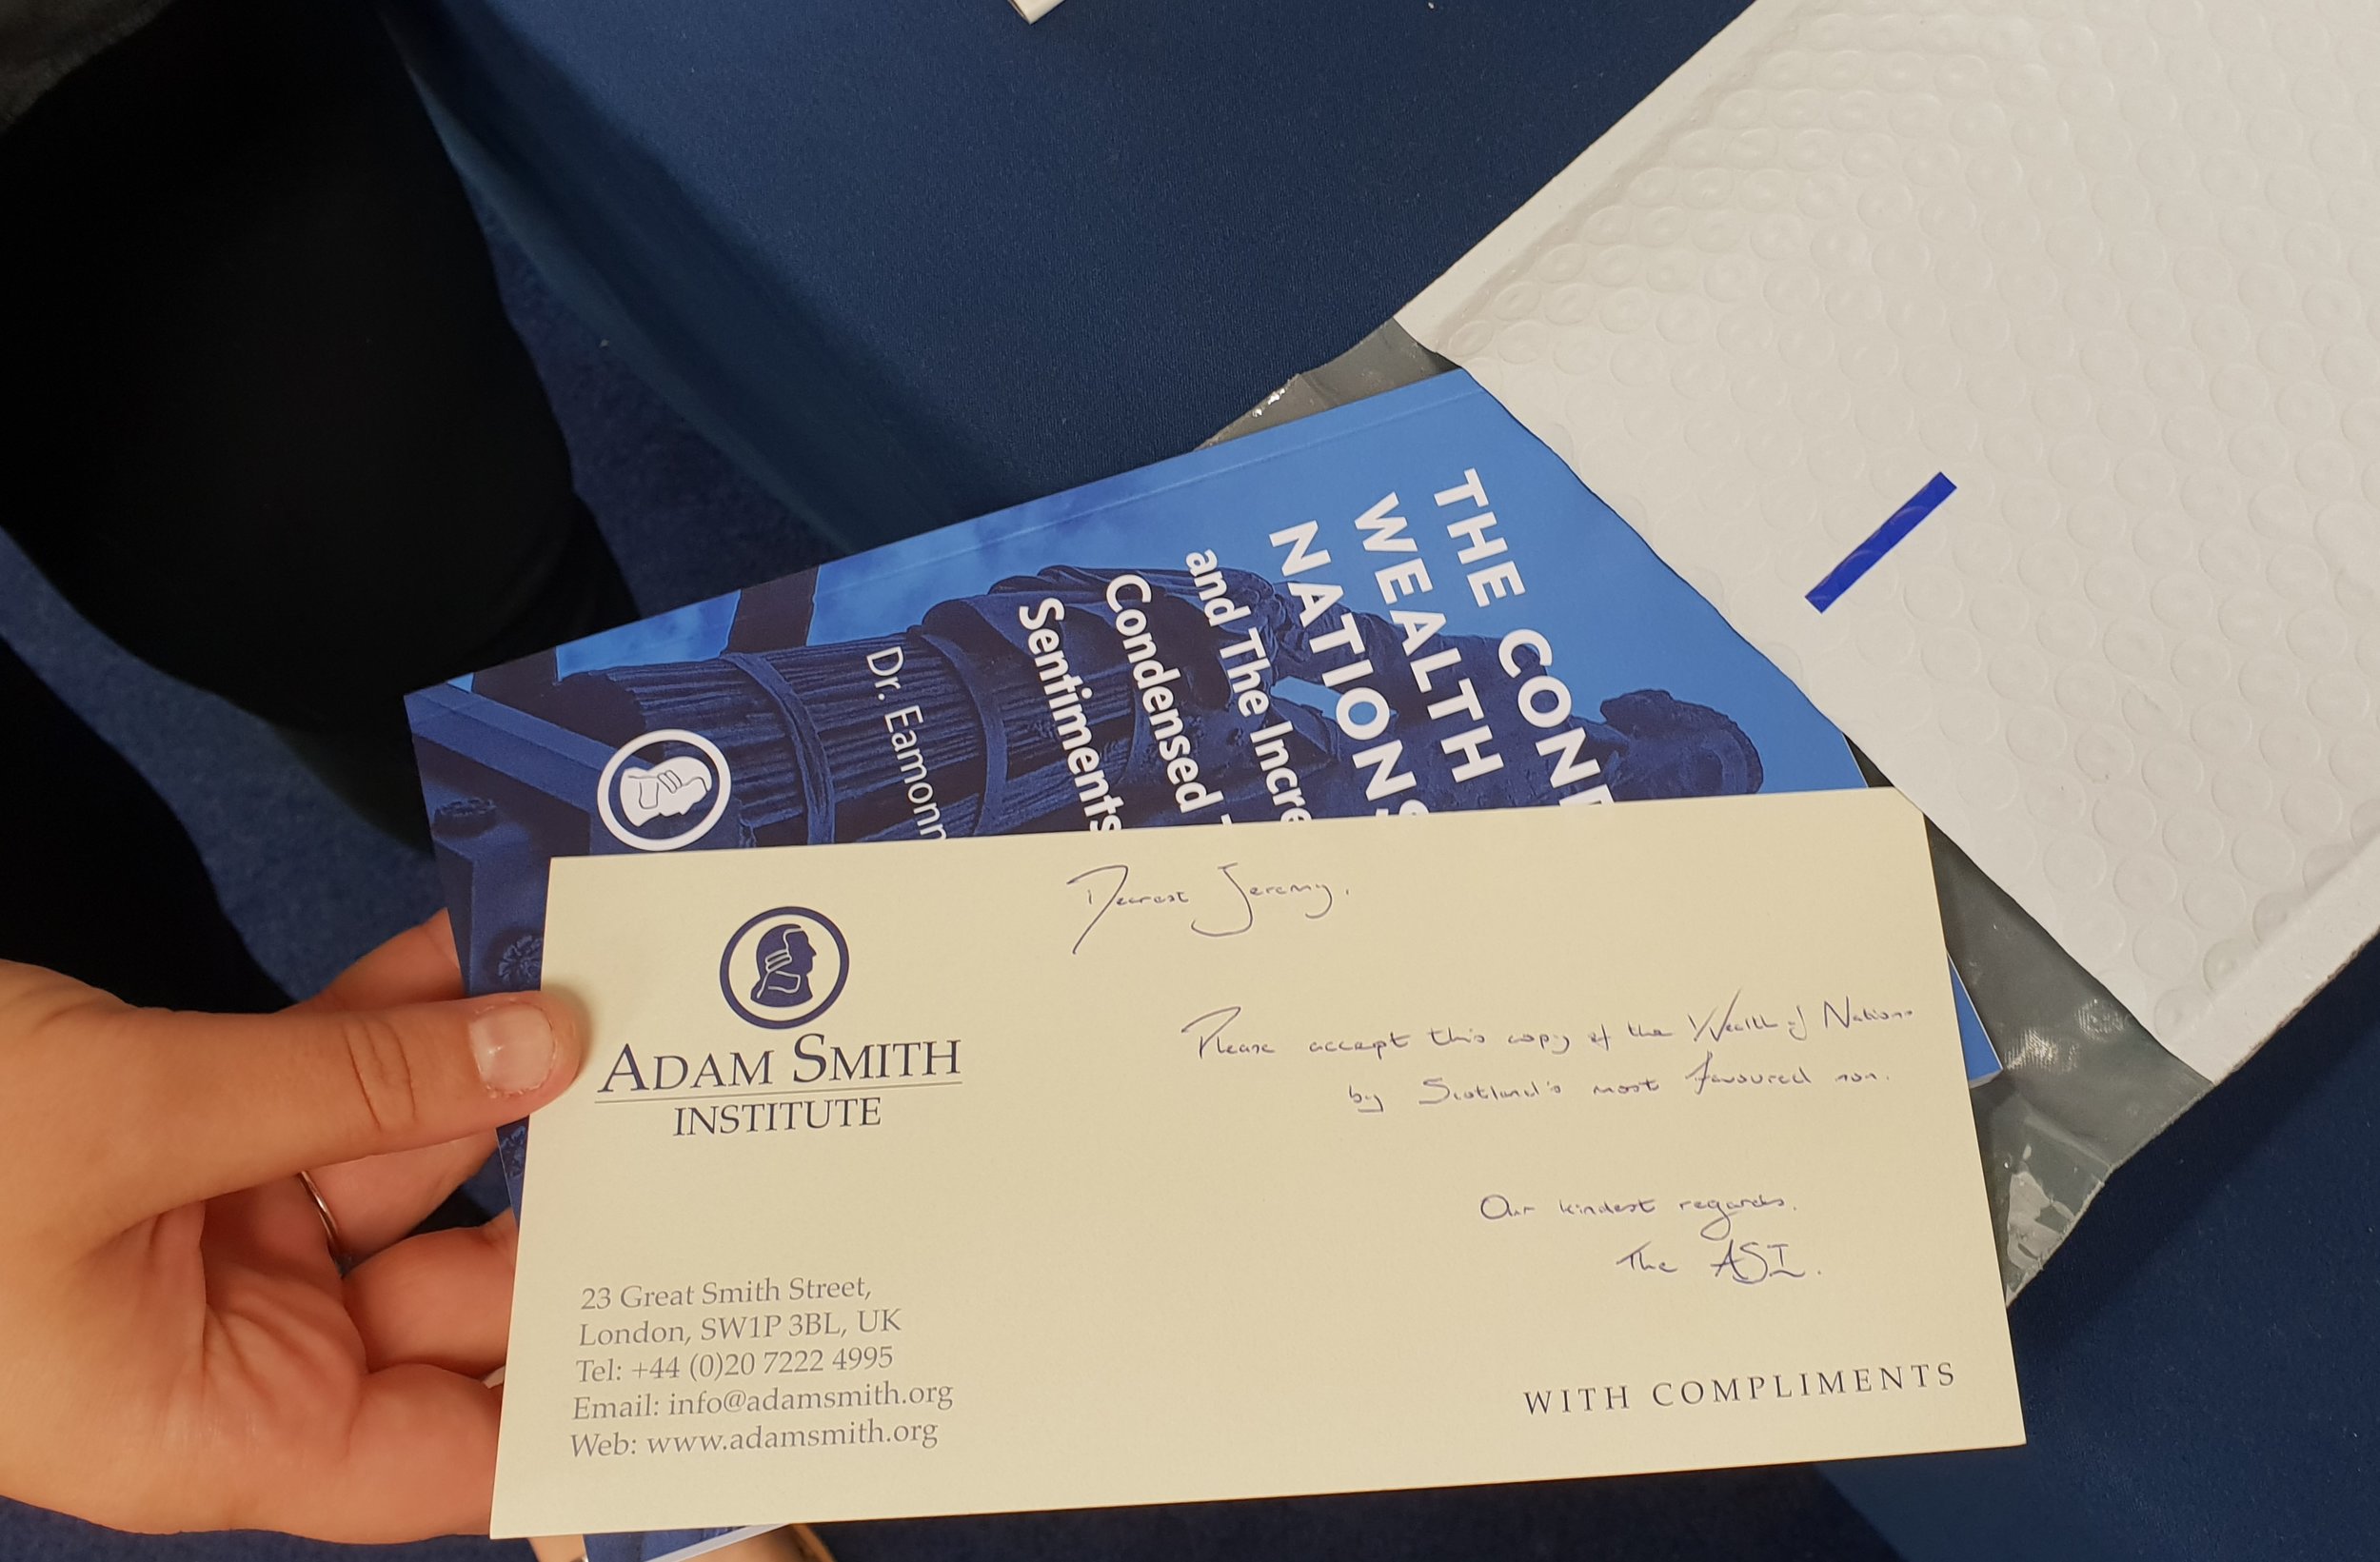 THE CON
WEALTH
NATIONS
and The Incre
Condensed
Sentiments
Dr. Eamonn
Dearest Jeremy,
ADAM SMITH
INSTITUTE
Please accept this copy of the Wealth of Nations
by Scotland's most favoured son.
Our kindest regards,
The ASI.
23 Great Smith Street,
London, SW1P 3BL, UK
Tel: +44 (0)20 7222 4995
Email: info@adamsmith.org
Web: www.adamsmith.org
WITH COMPLIMENTS